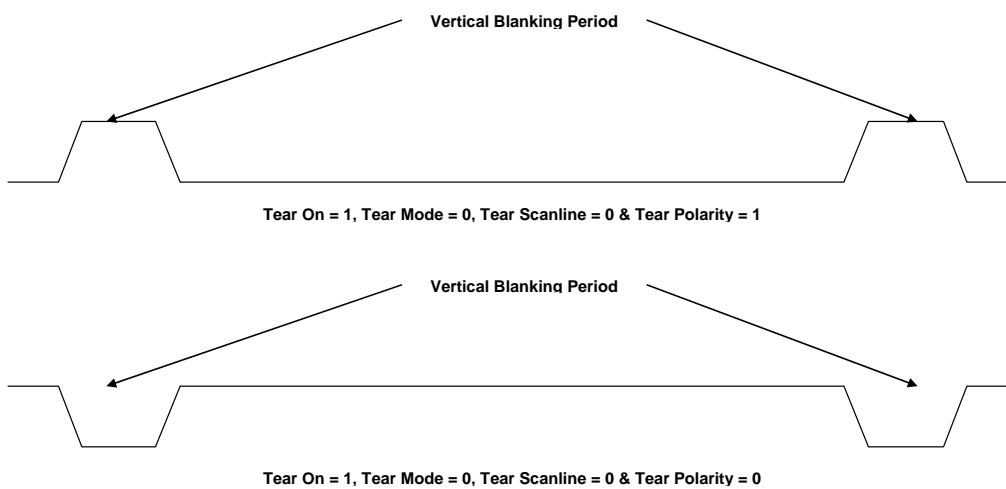 Vertical Blanking Period
Tear On = 1, Tear Mode = 0, Tear Scanline = 0 & Tear Polarity = 1
Vertical Blanking Period
Tear On = 1, Tear Mode = 0, Tear Scanline = 0 & Tear Polarity = 0